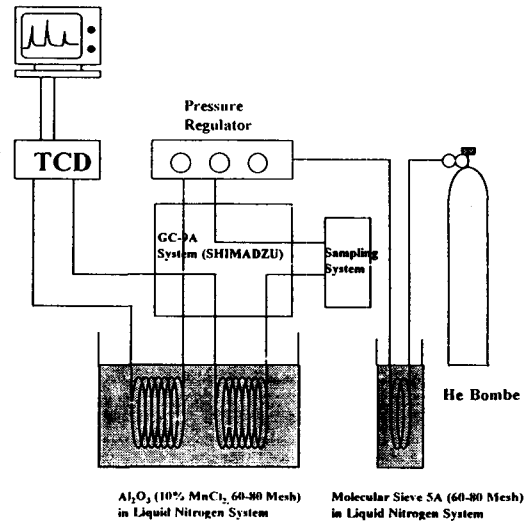 Pressure
Regulator
TCD
GC-9A
System (SHIMADZU)
Sampling
System
He Bombe
Al₂O₃ (10% MnCl₂, 60-80 Mesh)
in Liquid Nitrogen System
Molecular Sieve 5A (60-80 Mesh)
in Liquid Nitrogen System